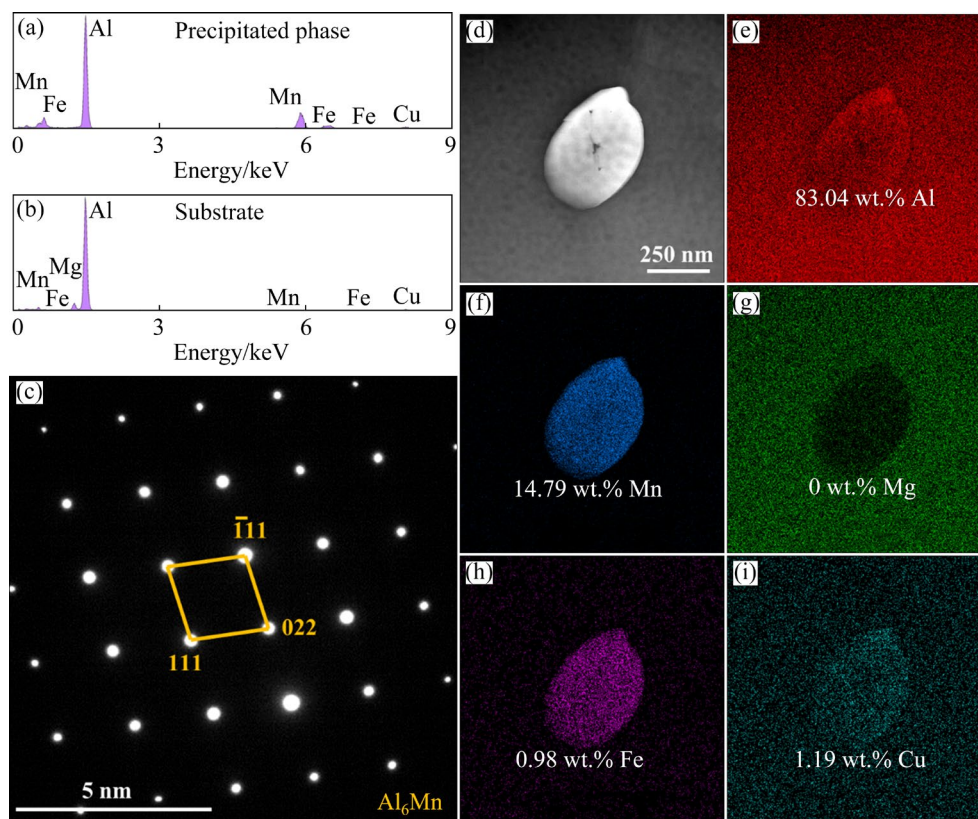 (a)
Al
Precipitated phase
Mn
Fe
Mn
Fe
Fe
Cu
0
3
6
9
Energy/keV
(b)
Al
Substrate
Mn
Mg
Fe
Mn
Fe
Cu
0
3
6
9
Energy/keV
(c)
1̄11
111
022
5 nm
Al₆Mn
(d)
250 nm
(e)
83.04 wt.% Al
(f)
14.79 wt.% Mn
(g)
0 wt.% Mg
(h)
0.98 wt.% Fe
(i)
1.19 wt.% Cu